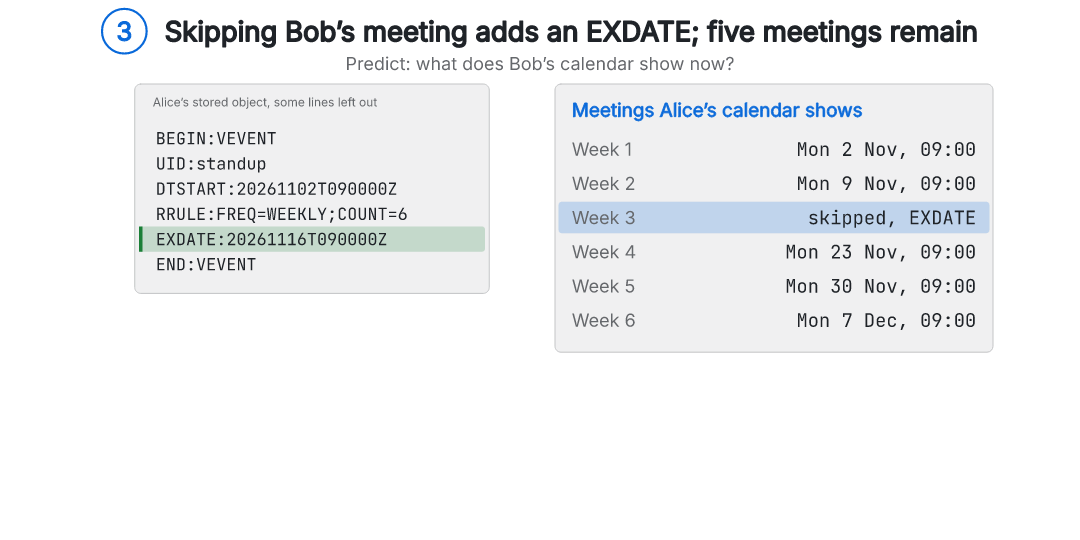 3 Skipping Bob’s meeting adds an EXDATE; five meetings remain
Predict: what does Bob’s calendar show now?
Alice’s stored object, some lines left out
BEGIN:VEVENT
UID:standup
DTSTART:20261102T090000Z
RRULE:FREQ=WEEKLY;COUNT=6
EXDATE:20261116T090000Z
END:VEVENT
Meetings Alice’s calendar shows
Week 1 Mon 2 Nov, 09:00
Week 2 Mon 9 Nov, 09:00
Week 3 skipped, EXDATE
Week 4 Mon 23 Nov, 09:00
Week 5 Mon 30 Nov, 09:00
Week 6 Mon 7 Dec, 09:00